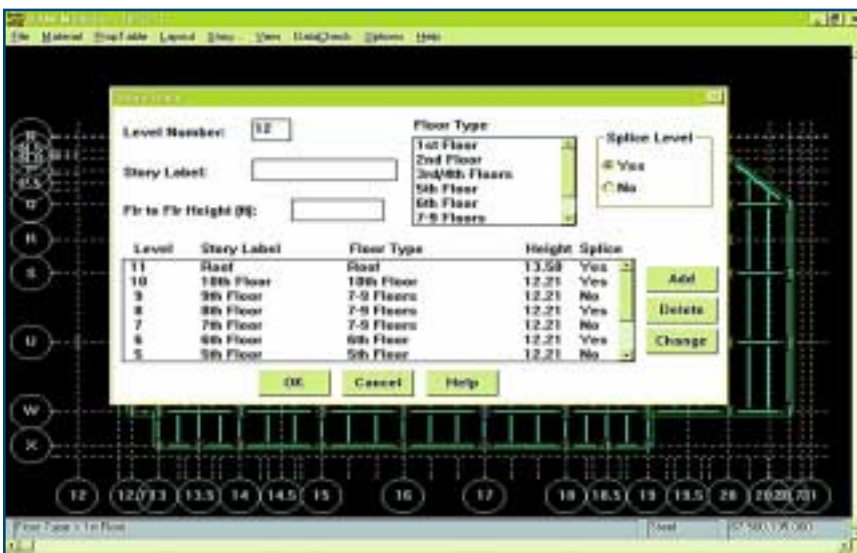 File Material PropTable Layout Story View DataCheck Options Help
Level Number: 12
Floor Type
1st Floor
2nd Floor
3rd/4th Floors
5th Floor
6th Floor
7-9 Floors
Splice Level
Yes
No
Story Label:
Flr to Flr Height (ft):
Level Story Label Floor Type Height Splice
11 Roof Roof 13.50 Yes
10 10th Floor 10th Floor 12.21 Yes
9 9th Floor 7-9 Floors 12.21 No
8 8th Floor 7-9 Floors 12.21 Yes
7 7th Floor 7-9 Floors 12.21 No
6 6th Floor 6th Floor 12.21 Yes
5 5th Floor 5th Floor 12.21 No
Add
Delete
Change
OK Cancel Help
Q
R
S
U
W
X
12 13 13.5 14 14.5 15 16 17 18 18.5 19 19.5 20
Floor Type : 1st Floor Steel